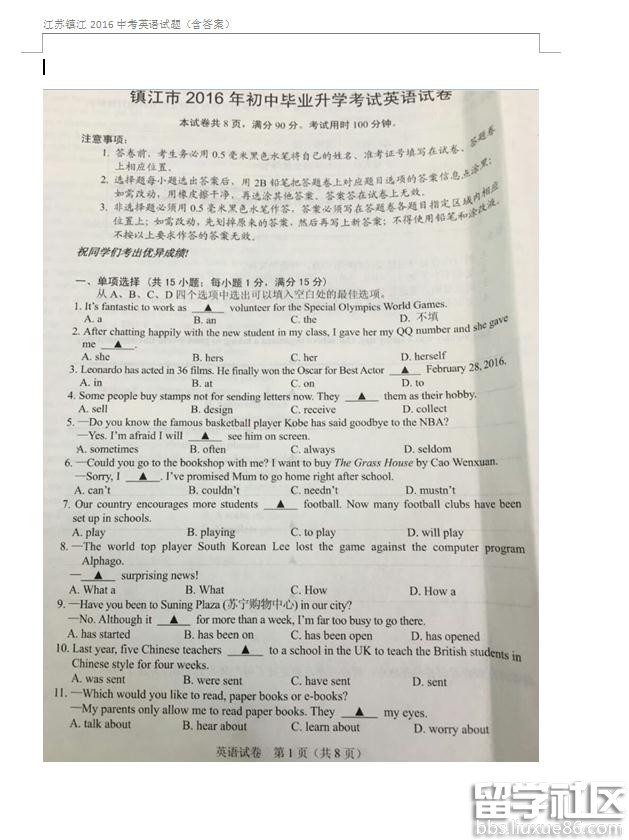 江苏镇江 2016 中考英语试题（含答案）
镇江市 2016 年初中毕业升学考试英语试卷
本试卷共 8 页，满分 90 分。考试用时 100 分钟。
注意事项：
1. 答卷前，考生务必用 0.5 毫米黑色水笔将自己的姓名、准考证号填写在试卷、答题卷
上相应位置。
2. 选择题每小题选出答案后，用 2B 铅笔把答题卷上对应题目选项的答案信息点涂黑；
如需改动，用橡皮擦干净，再选涂其他答案。答案答在试卷上无效。
3. 非选择题必须用 0.5 毫米黑色水笔作答，答案必须写在答题卷各题目指定区域内相应
位置上；如需改动，先划掉原来的答案，然后再写上新答案；不得使用铅笔和涂改液。
不按以上要求作答的答案无效。
祝同学们考出优异成绩!
一、单项选择（共 15 小题；每小题 1 分，满分 15 分）
从 A、B、C、D 四个选项中选出可以填入空白处的最佳选项。
1. It's fantastic to work as ▲ volunteer for the Special Olympics World Games.
A. a B. an C. the D. 不填
2. After chatting happily with the new student in my class, I gave her my QQ number and she gave
me ▲ .
A. she B. hers C. her D. herself
3. Leonardo has acted in 36 films. He finally won the Oscar for Best Actor ▲ February 28, 2016.
A. in B. at C. on D. to
4. Some people buy stamps not for sending letters now. They ▲ them as their hobby.
A. sell B. design C. receive D. collect
5. —Do you know the famous basketball player Kobe has said goodbye to the NBA?
—Yes. I'm afraid I will ▲ see him on screen.
A. sometimes B. often C. always D. seldom
6. —Could you go to the bookshop with me? I want to buy The Grass House by Cao Wenxuan.
—Sorry, I ▲ . I've promised Mum to go home right after school.
A. can't B. couldn't C. needn't D. mustn't
7. Our country encourages more students ▲ football. Now many football clubs have been
set up in schools.
A. play B. playing C. to play D. will play
8. —The world top player South Korean Lee lost the game against the computer program
Alphago.
— ▲ surprising news!
A. What a B. What C. How D. How a
9. —Have you been to Suning Plaza (苏宁购物中心) in our city?
—No. Although it ▲ for more than a week, I'm far too busy to go there.
A. has started B. has been on C. has been open D. has opened
10. Last year, five Chinese teachers ▲ to a school in the UK to teach the British students in
Chinese style for four weeks.
A. was sent B. were sent C. have sent D. sent
11. —Which would you like to read, paper books or e-books?
—My parents only allow me to read paper books. They ▲ my eyes.
A. talk about B. hear about C. learn about D. worry about
英语试卷 第 1 页（共 8 页）
留学社区
bbs.liuxue86.com